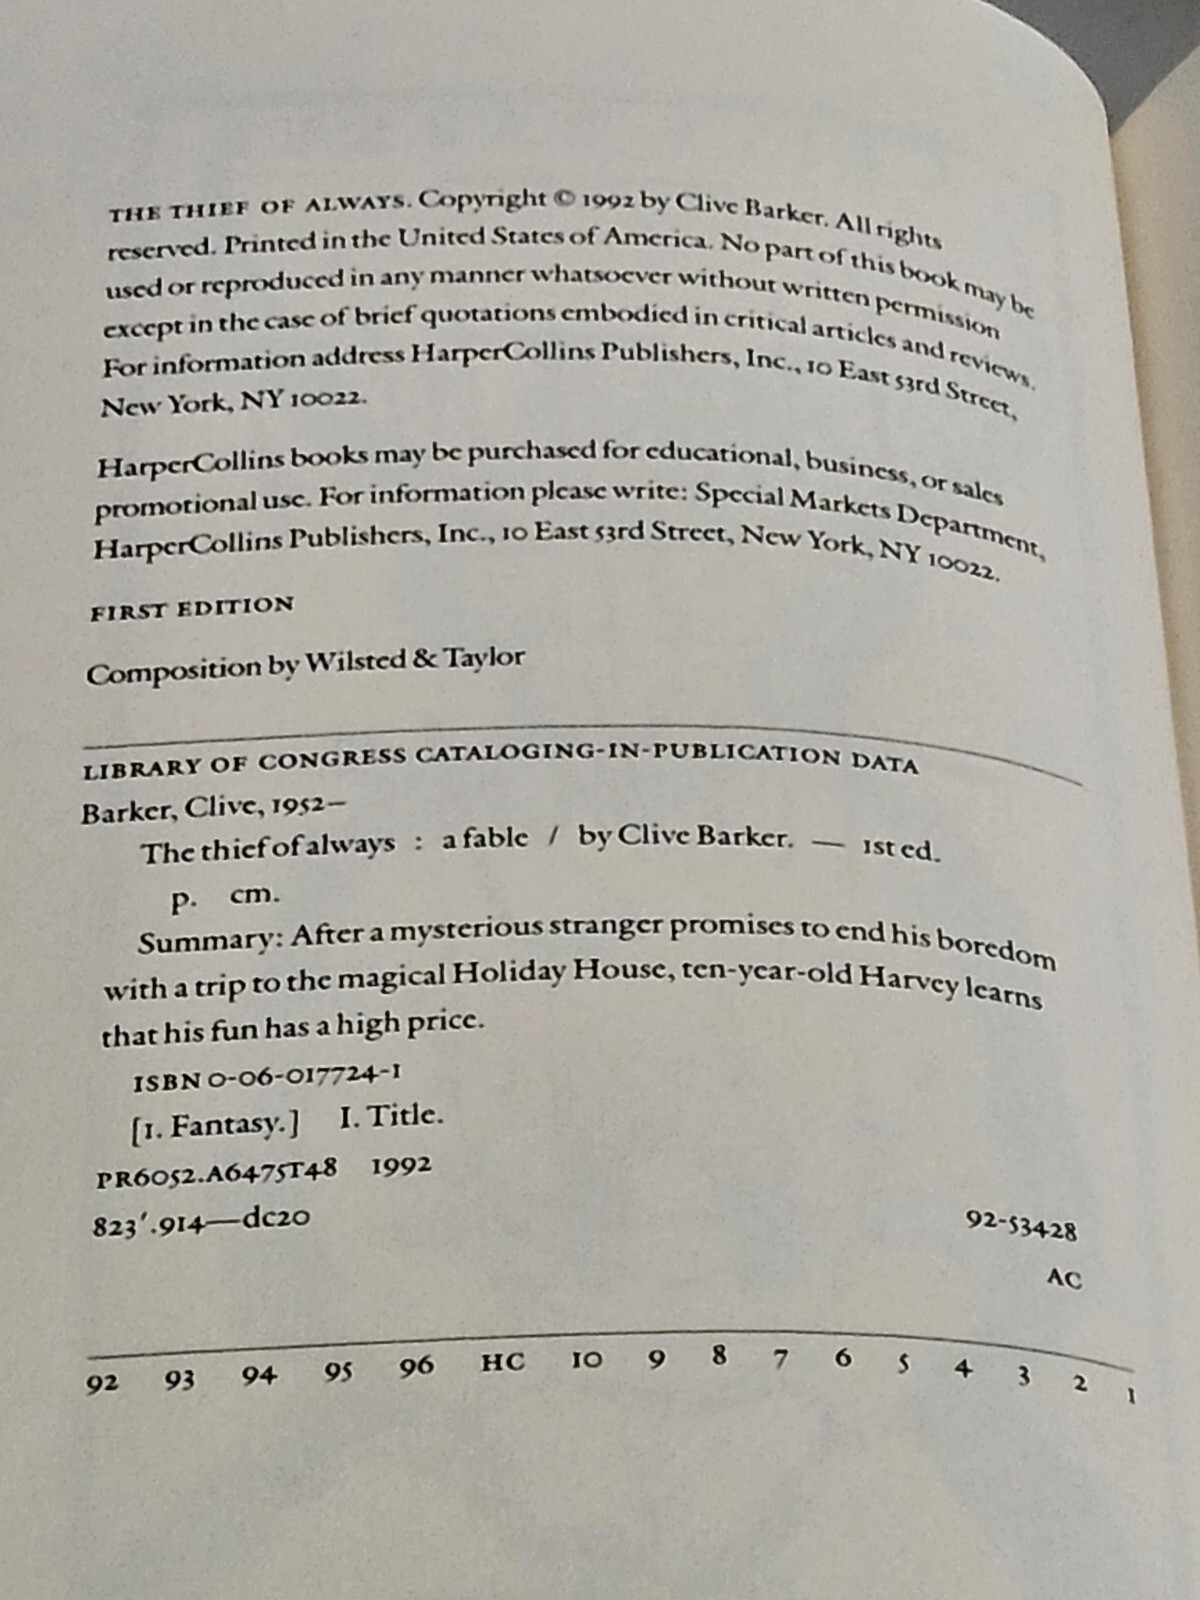 THE THIEF OF ALWAYS. Copyright © 1992 by Clive Barker. All rights
reserved. Printed in the United States of America. No part of this book may be
used or reproduced in any manner whatsoever without written permission
except in the case of brief quotations embodied in critical articles and reviews.
For information address HarperCollins Publishers, Inc., 10 East 53rd Street,
New York, NY 10022.
HarperCollins books may be purchased for educational, business, or sales
promotional use. For information please write: Special Markets Department,
HarperCollins Publishers, Inc., 10 East 53rd Street, New York, NY 10022.
FIRST EDITION
Composition by Wilsted & Taylor
LIBRARY OF CONGRESS CATALOGING-IN-PUBLICATION DATA
Barker, Clive, 1952–
The thief of always : a fable / by Clive Barker. — 1st ed.
p. cm.
Summary: After a mysterious stranger promises to end his boredom
with a trip to the magical Holiday House, ten-year-old Harvey learns
that his fun has a high price.
ISBN 0-06-017724-1
[1. Fantasy.] I. Title.
PR6052.A6475T48 1992
823′.914—dc20 92-53428
AC
92 93 94 95 96 HC 10 9 8 7 6 5 4 3 2 1